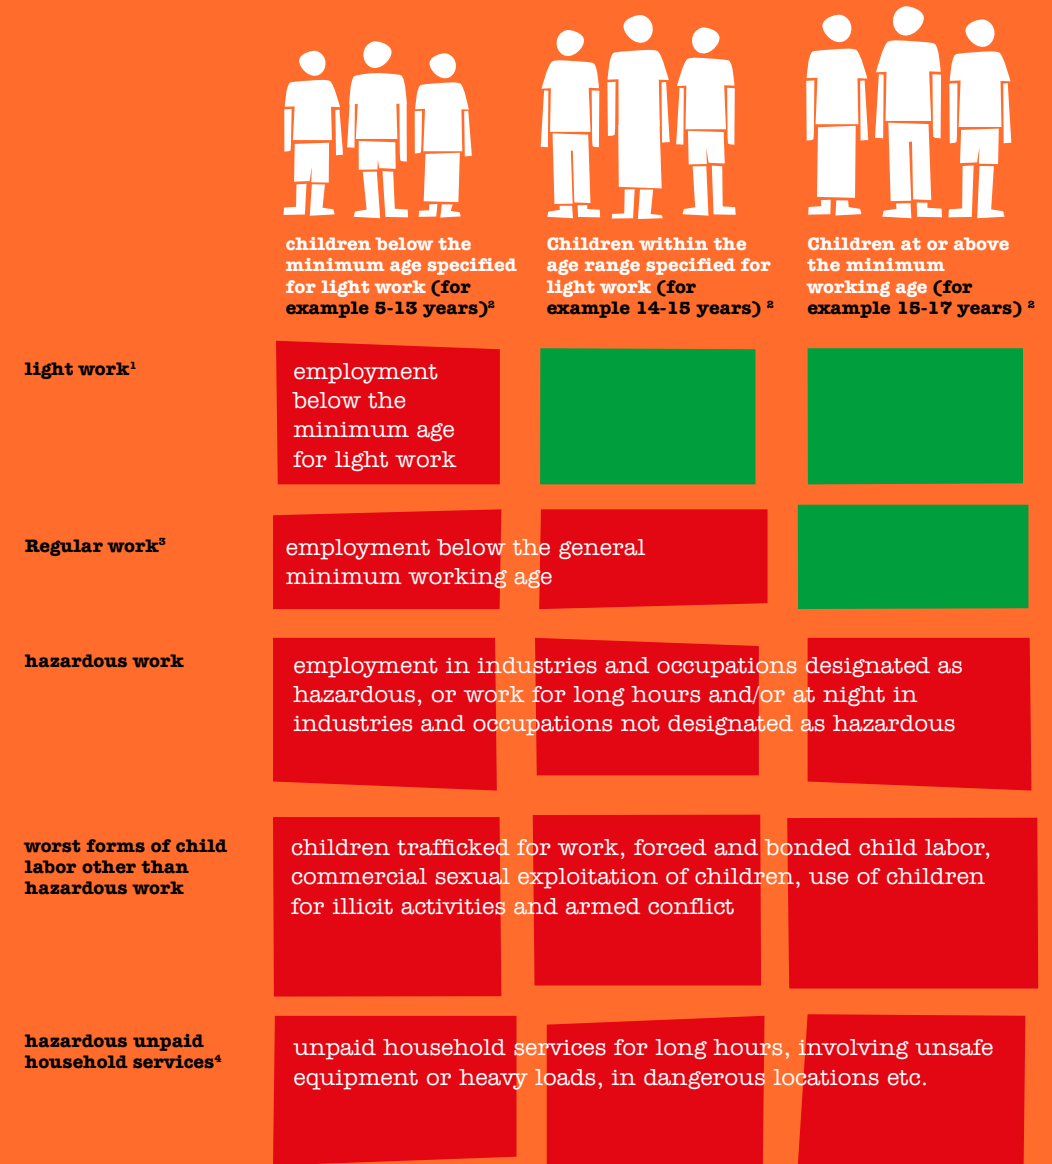 children below the
minimum age specified
for light work (for
example 5-13 years)²
Children within the
age range specified for
light work (for
example 14-15 years) ²
Children at or above
the minimum
working age (for
example 15-17 years) ²
light work¹
employment
below the
minimum age
for light work
Regular work³
employment below the general
minimum working age
hazardous work
employment in industries and occupations designated as
hazardous, or work for long hours and/or at night in
industries and occupations not designated as hazardous
worst forms of child
labor other than
hazardous work
children trafficked for work, forced and bonded child labor,
commercial sexual exploitation of children, use of children
for illicit activities and armed conflict
hazardous unpaid
household services⁴
unpaid household services for long hours, involving unsafe
equipment or heavy loads, in dangerous locations etc.